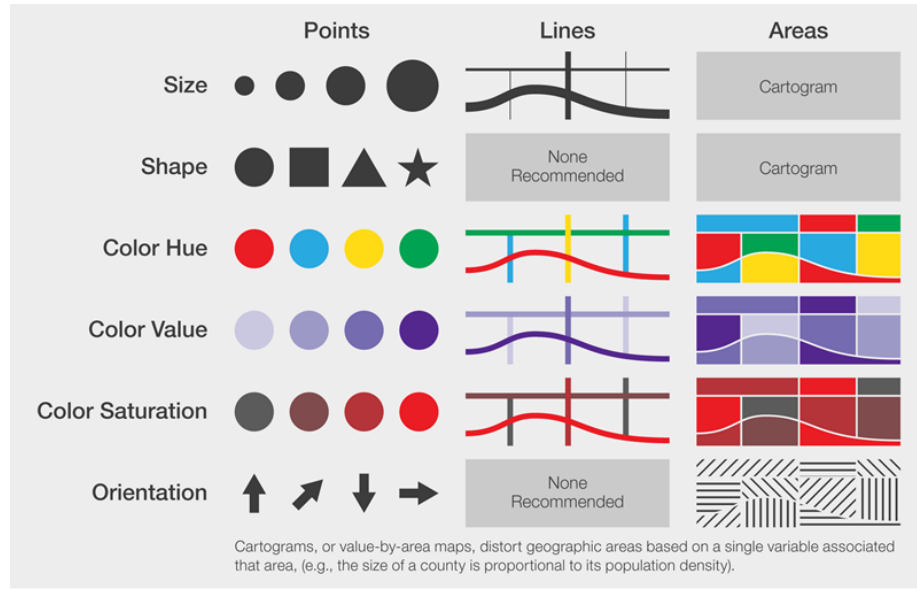 Points Lines Areas
Size
Cartogram
Shape
None
Recommended
Cartogram
Color Hue
Color Value
Color Saturation
Orientation
None
Recommended
Cartograms, or value-by-area maps, distort geographic areas based on a single variable associated
that area, (e.g., the size of a county is proportional to its population density).